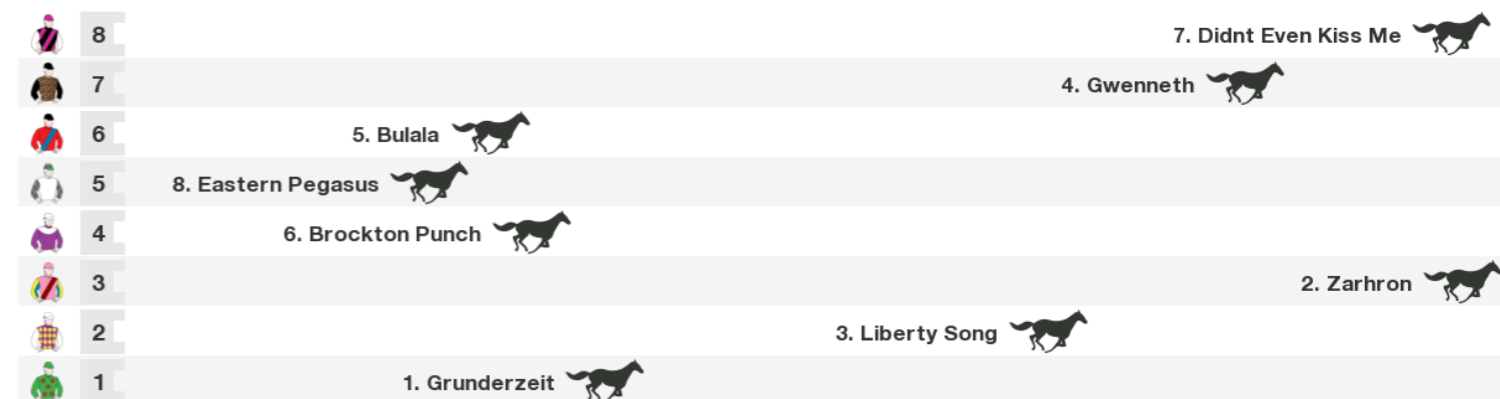 8 7. Didnt Even Kiss Me
7 4. Gwenneth
6 5. Bulala
5 8. Eastern Pegasus
4 6. Brockton Punch
3 2. Zarhron
2 3. Liberty Song
1 1. Grunderzeit